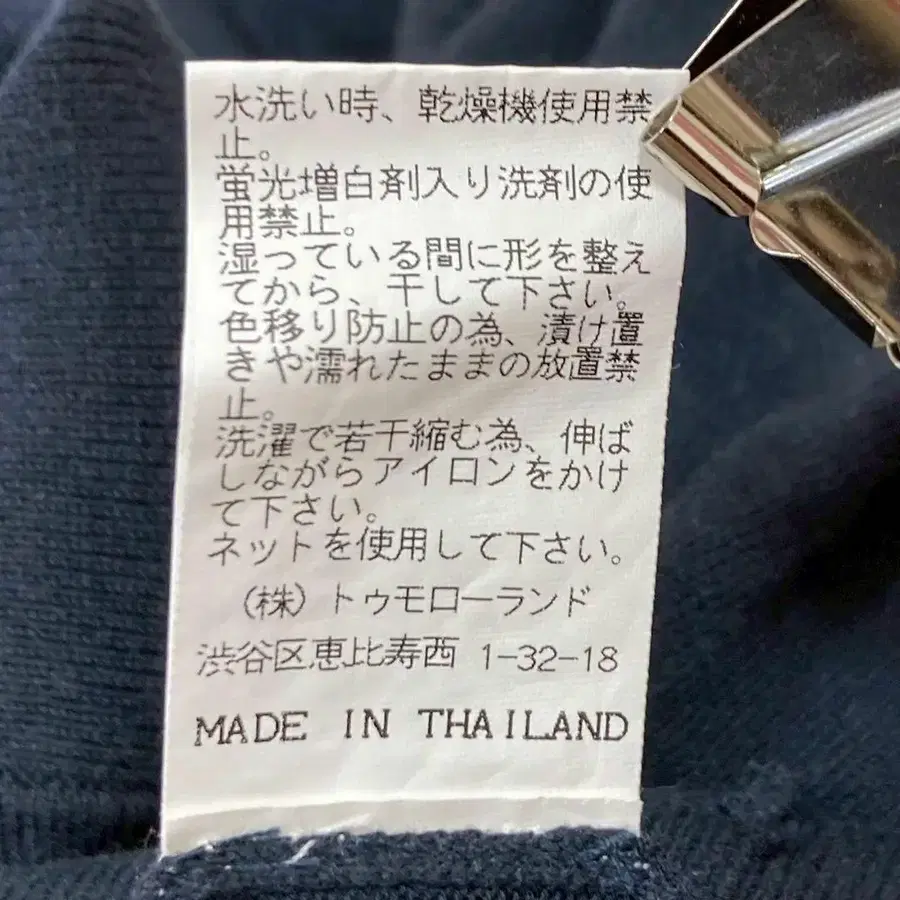 水洗い時、乾燥機使用禁
止。
蛍光増白剤入り洗剤の使
用禁止。
湿っている間に形を整え
てから、干して下さい。
色移り防止の為、漬け置
きや濡れたままの放置禁
止。
洗濯で若干縮む為、伸ば
しながらアイロンをかけ
て下さい。
ネットを使用して下さい。
（株）トゥモローランド
渋谷区恵比寿西 1-32-18
MADE IN THAILAND